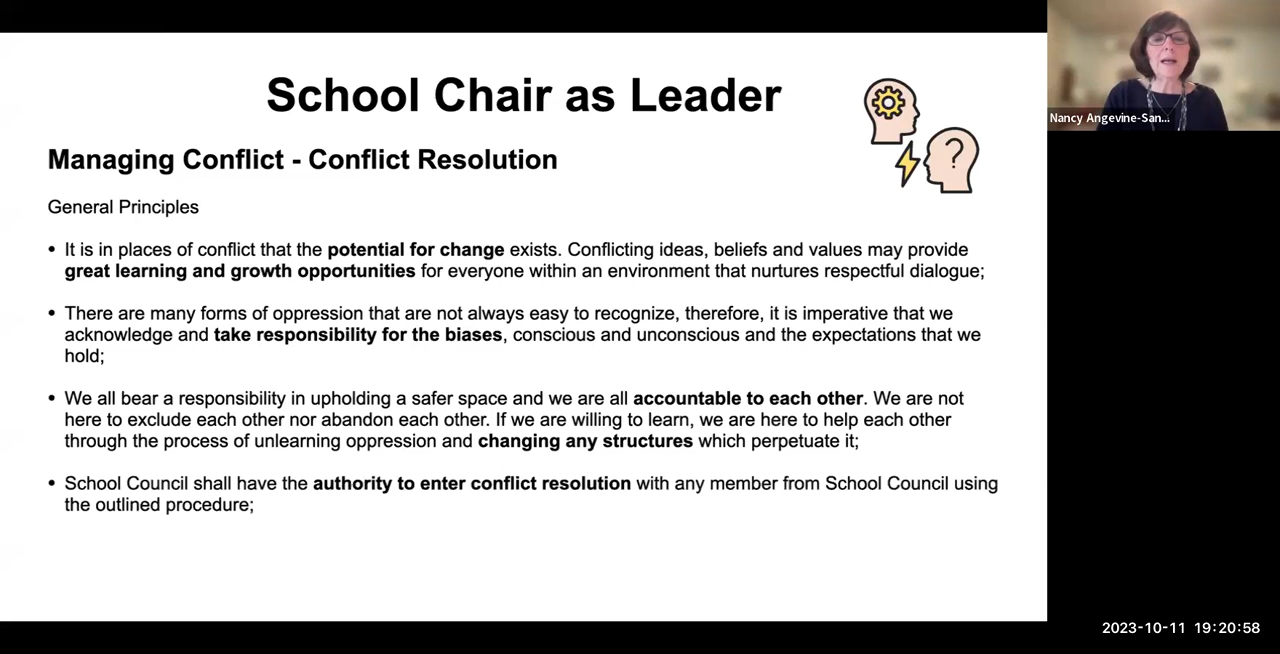 School Chair as Leader
Managing Conflict - Conflict Resolution
General Principles
• It is in places of conflict that the potential for change exists. Conflicting ideas, beliefs and values may provide
great learning and growth opportunities for everyone within an environment that nurtures respectful dialogue;
• There are many forms of oppression that are not always easy to recognize, therefore, it is imperative that we
acknowledge and take responsibility for the biases, conscious and unconscious and the expectations that we
hold;
• We all bear a responsibility in upholding a safer space and we are all accountable to each other. We are not
here to exclude each other nor abandon each other. If we are willing to learn, we are here to help each other
through the process of unlearning oppression and changing any structures which perpetuate it;
• School Council shall have the authority to enter conflict resolution with any member from School Council using
the outlined procedure;
?
Nancy Angevine-San...
2023-10-11 19:20:58